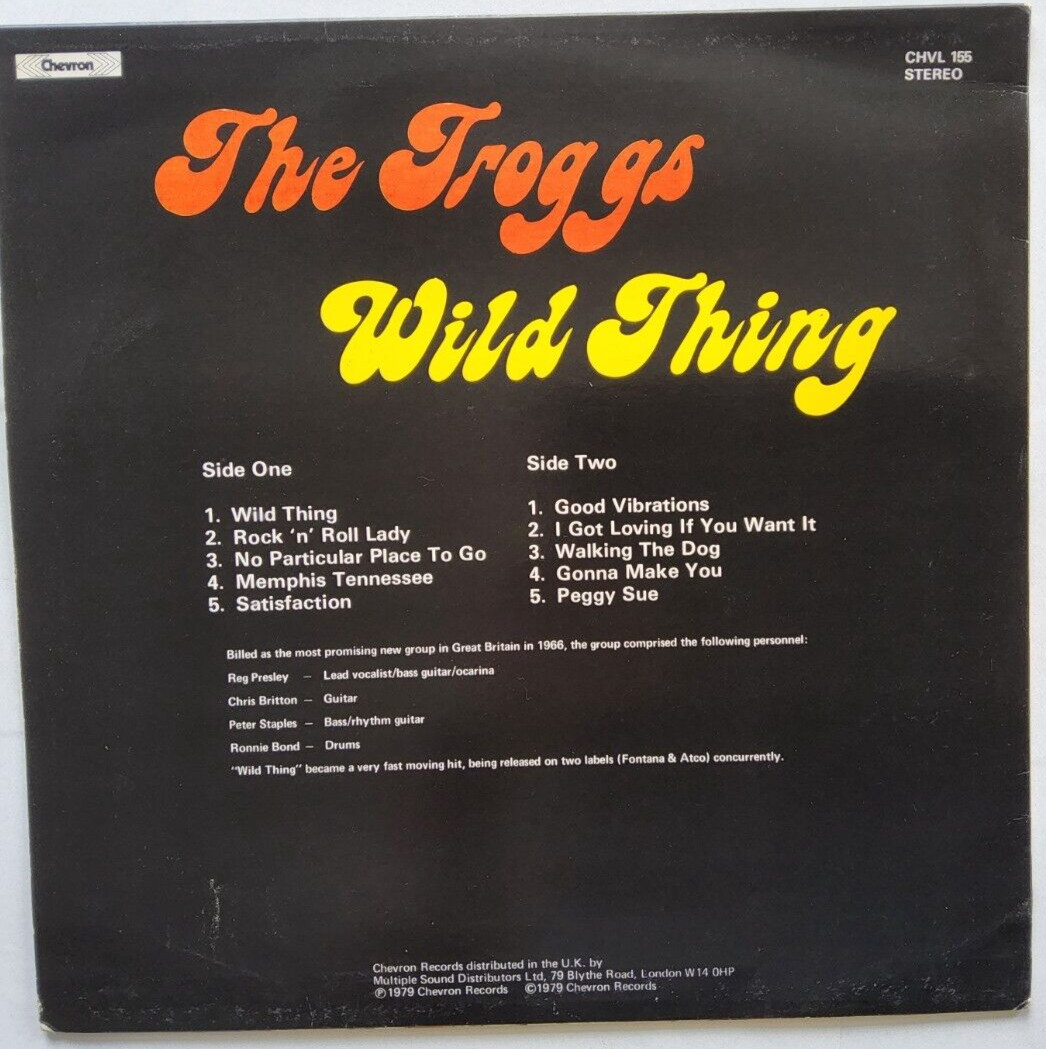 Chevron
CHVL 155
STEREO
The Troggs
Wild Thing
Side One
1. Wild Thing
2. Rock 'n' Roll Lady
3. No Particular Place To Go
4. Memphis Tennessee
5. Satisfaction
Side Two
1. Good Vibrations
2. I Got Loving If You Want It
3. Walking The Dog
4. Gonna Make You
5. Peggy Sue
Billed as the most promising new group in Great Britain in 1966, the group comprised the following personnel:
Reg Presley — Lead vocalist/bass guitar/ocarina
Chris Britton — Guitar
Peter Staples — Bass/rhythm guitar
Ronnie Bond — Drums
"Wild Thing" became a very fast moving hit, being released on two labels (Fontana & Atco) concurrently.
Chevron Records distributed in the U.K. by
Multiple Sound Distributors Ltd, 79 Blythe Road, London W14 0HP
℗ 1979 Chevron Records ©1979 Chevron Records